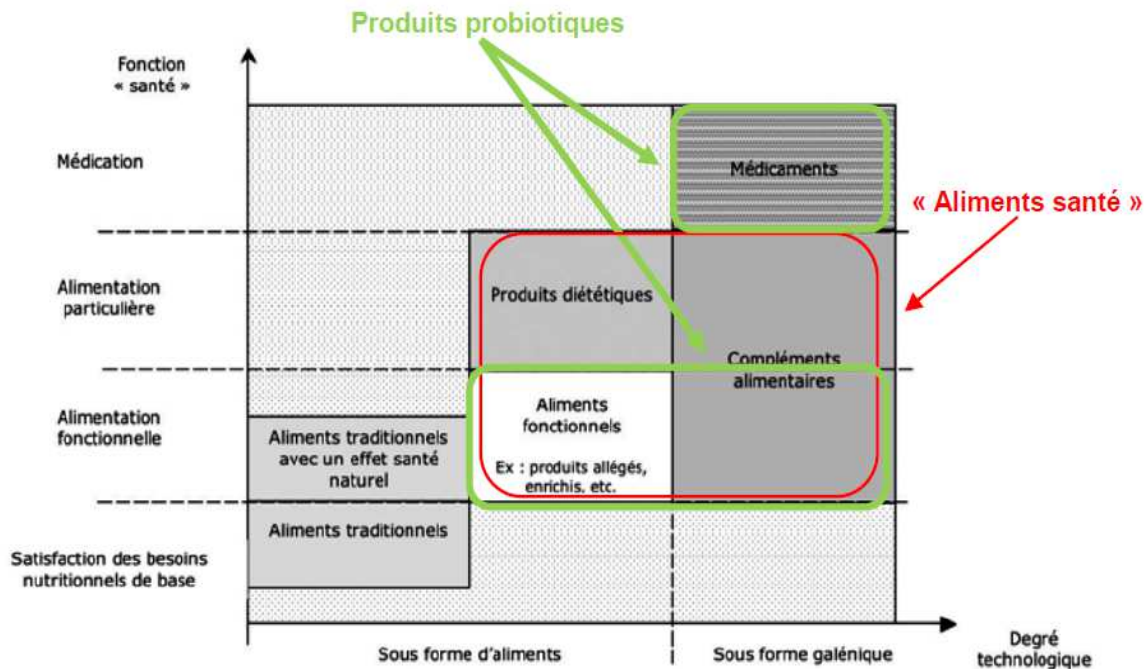 Produits probiotiques
Fonction
« santé »
Médication
Médicaments
« Aliments santé »
Alimentation
particulière
Produits diététiques
Compléments
alimentaires
Alimentation
fonctionnelle
Aliments
fonctionnels
Ex : produits allégés,
enrichis, etc.
Aliments traditionnels
avec un effet santé
naturel
Aliments traditionnels
Satisfaction des besoins
nutritionnels de base
Sous forme d'aliments
Sous forme galénique
Degré
technologique